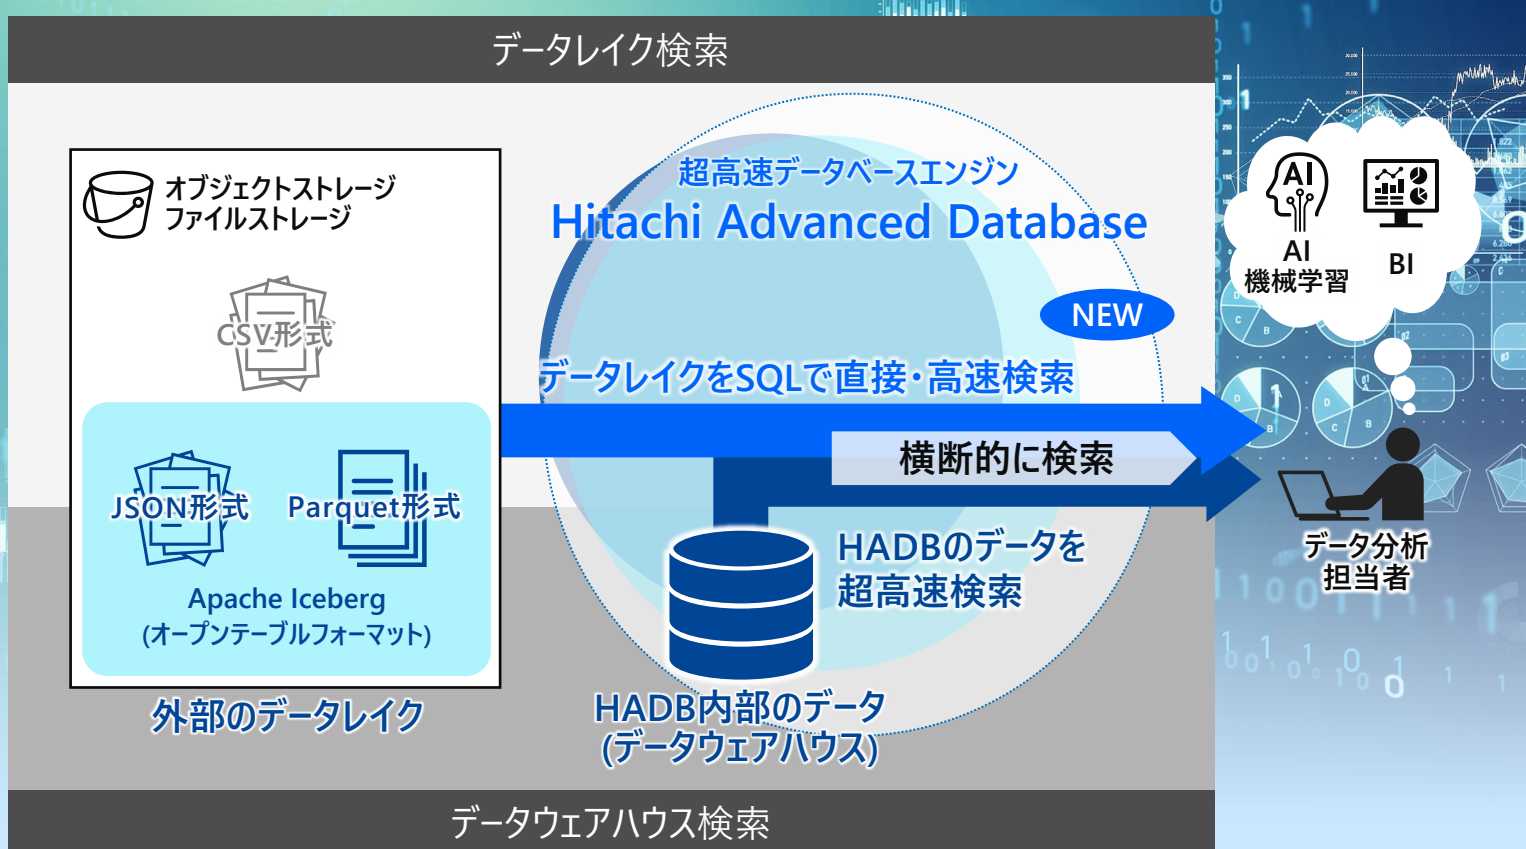 データレイク検索
オブジェクトストレージ
ファイルストレージ
CSV形式
JSON形式
Parquet形式
Apache Iceberg
(オープンテーブルフォーマット)
外部のデータレイク
超高速データベースエンジン
Hitachi Advanced Database
NEW
データレイクをSQLで直接・高速検索
横断的に検索
HADBのデータを
超高速検索
HADB内部のデータ
(データウェアハウス)
AI
AI
機械学習
BI
データ分析
担当者
データウェアハウス検索